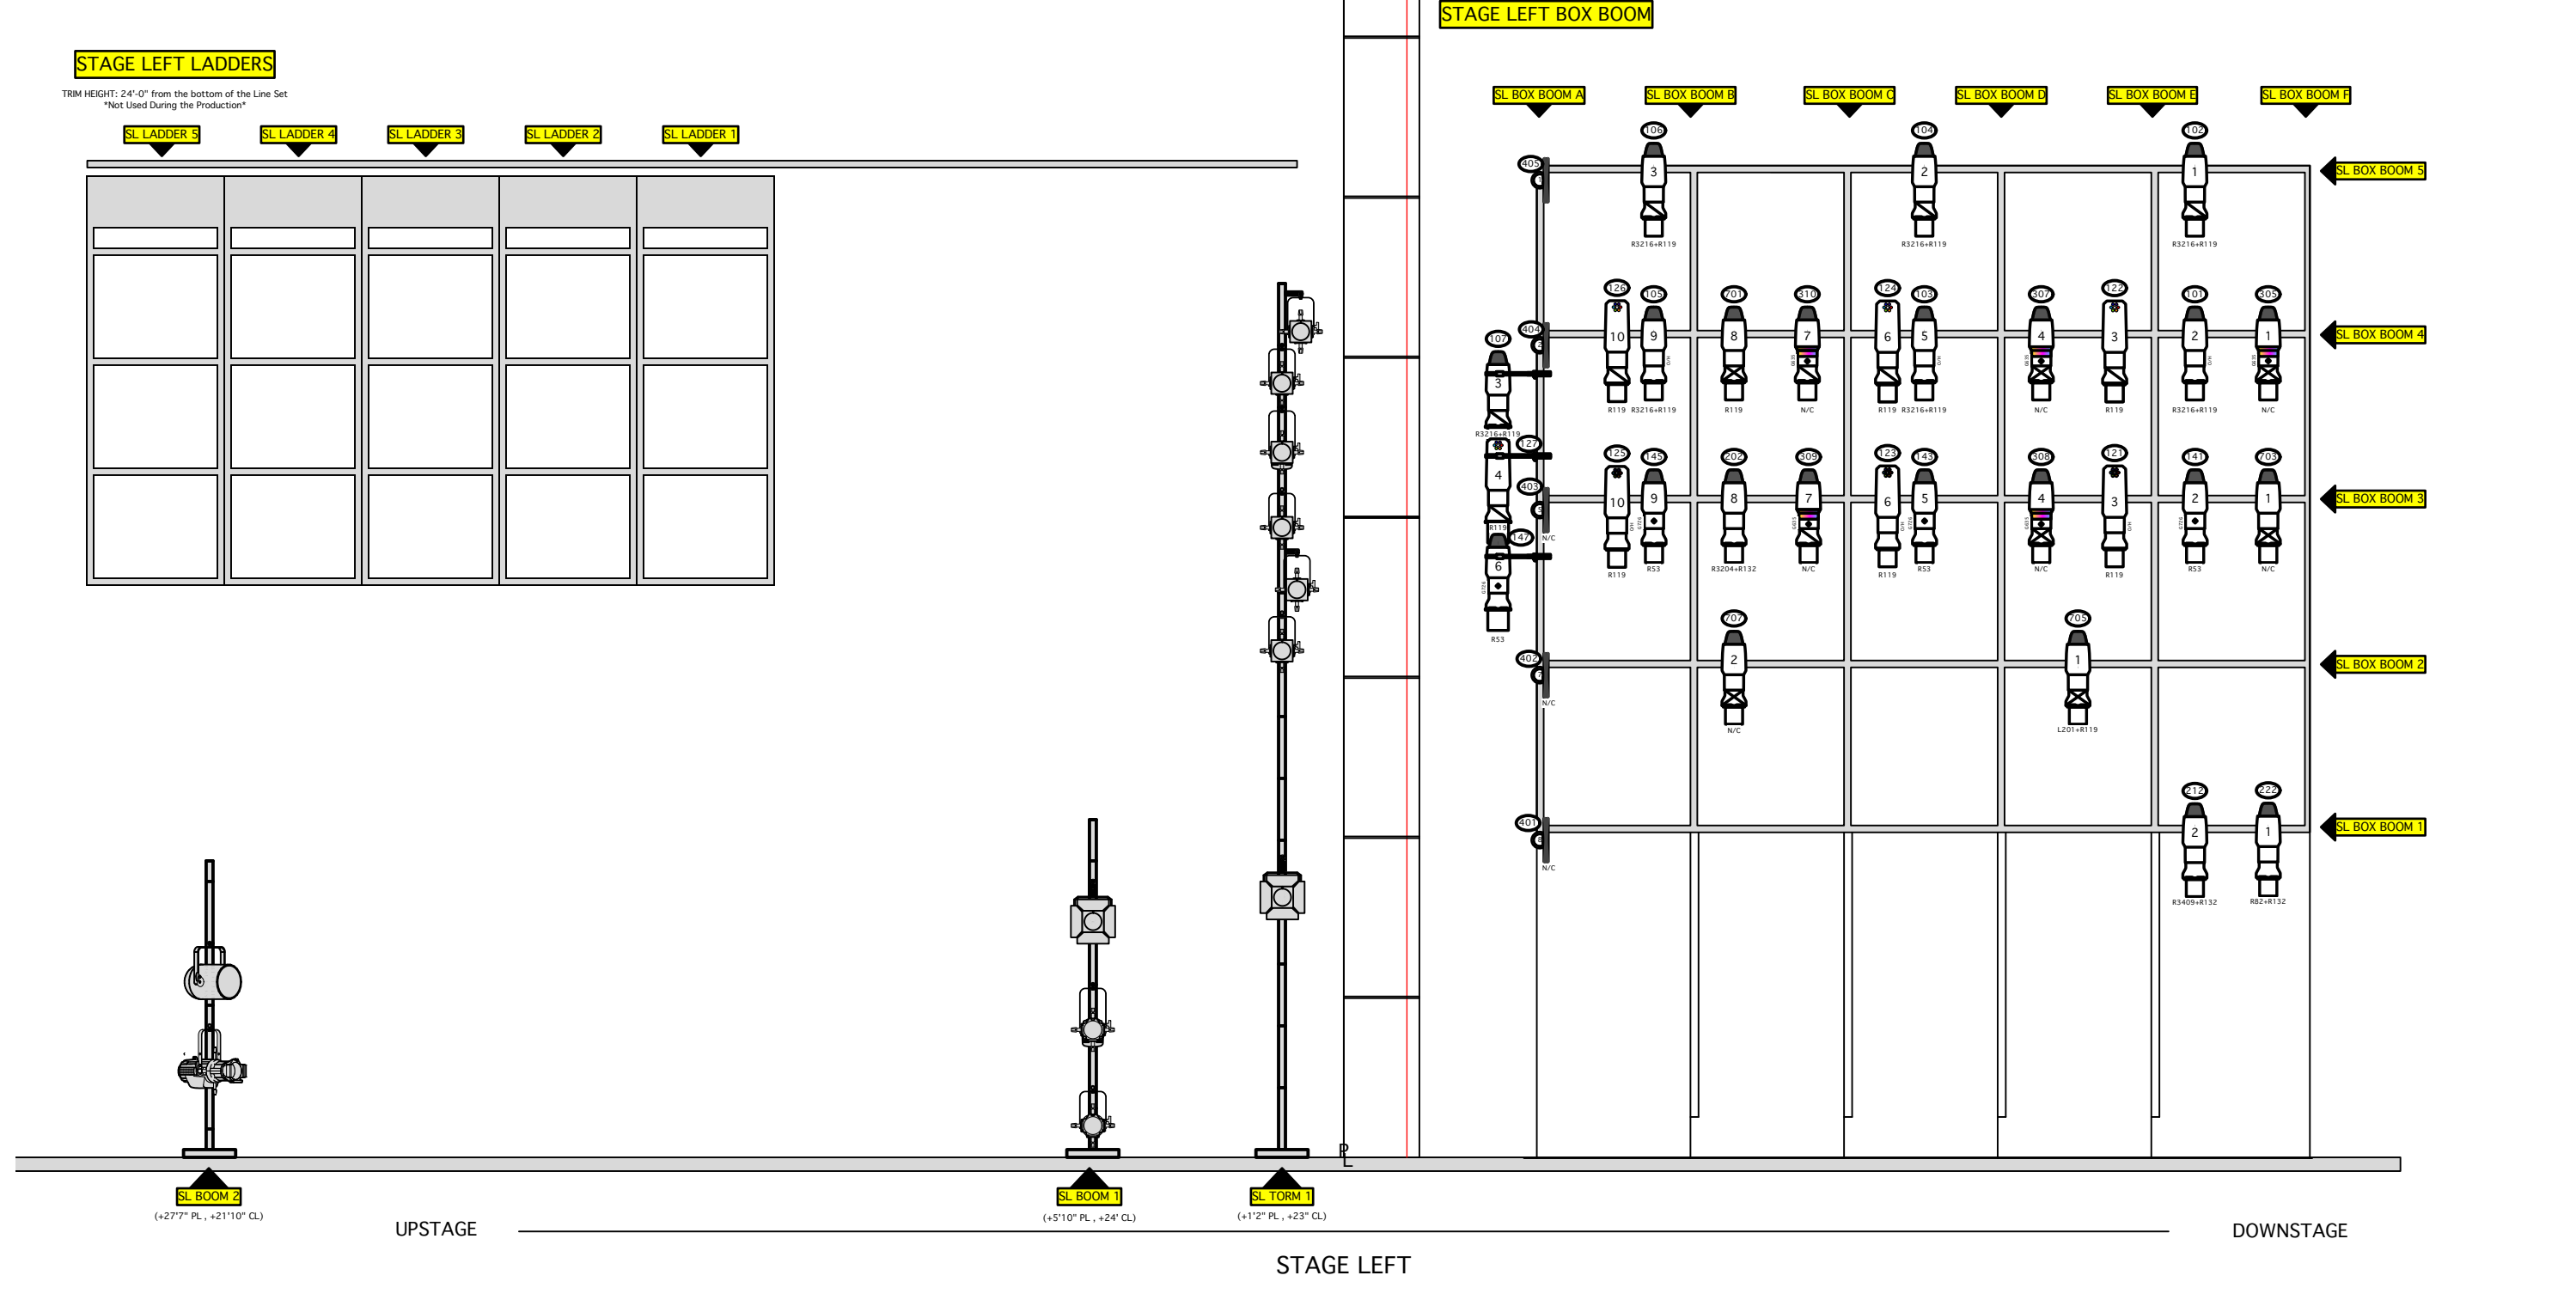 STAGE LEFT BOX BOOM
STAGE LEFT LADDERS
TRIM HEIGHT: 24'-0" from the bottom of the Line Set
*Not Used During the Production*
SL LADDER 5
SL LADDER 4
SL LADDER 3
SL LADDER 2
SL LADDER 1
SL BOX BOOM A
SL BOX BOOM B
SL BOX BOOM C
SL BOX BOOM D
SL BOX BOOM E
SL BOX BOOM F
106
104
102
405
3
2
1
SL BOX BOOM 5
R3216+R119
R3216+R119
R3216+R119
126
105
701
310
124
103
307
122
101
305
404
10
9
8
7
6
5
4
3
2
1
SL BOX BOOM 4
R119
R3216+R119
R119
N/C
R119
R3216+R119
N/C
R119
R3216+R119
N/C
107
3
R3216+R119
127
4
R119
147
6
R53
125
145
202
309
123
143
308
121
141
703
403
10
9
8
7
6
5
4
3
2
1
SL BOX BOOM 3
N/C
R119
R53
R3204+R132
N/C
R119
R53
N/C
R119
R53
N/C
707
705
402
2
1
SL BOX BOOM 2
N/C
N/C
L201+R119
212
222
401
2
1
SL BOX BOOM 1
N/C
R3409+R132
R82+R132
PL
SL BOOM 2
(+27'7" PL , +21'10" CL)
SL BOOM 1
(+5'10" PL , +24' CL)
SL TORM 1
(+1'2" PL , +23" CL)
UPSTAGE
DOWNSTAGE
STAGE LEFT